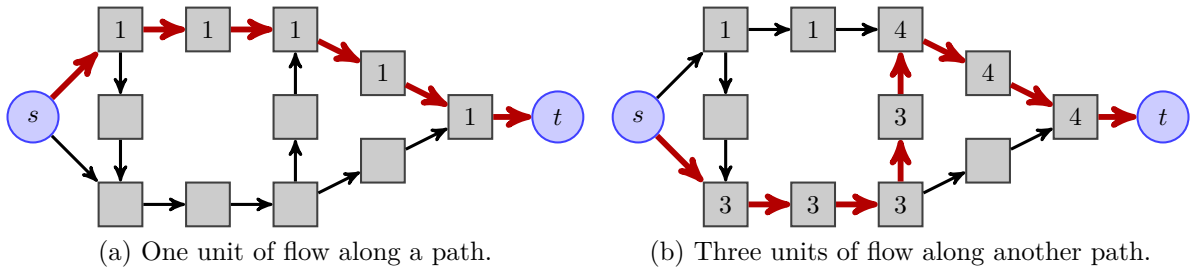 1 1 1 1 1 4
1 4
s 1 t s 3 4 t
3 3 3
(a) One unit of flow along a path. (b) Three units of flow along another path.